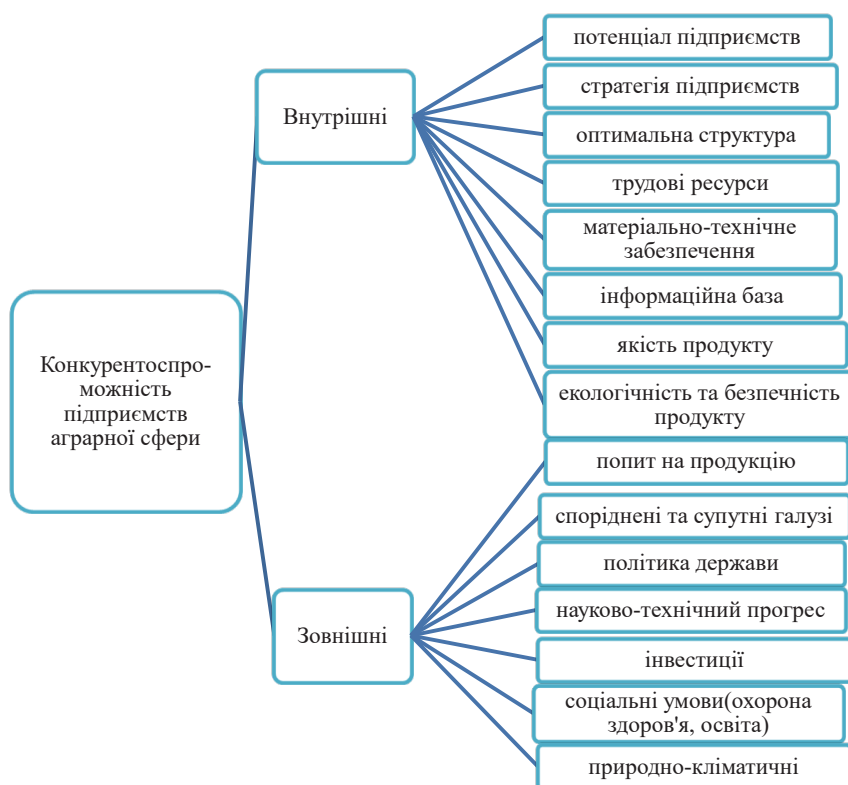 Конкурентоспро-
можність
підприємств
аграрної сфери
Внутрішні
потенціал підприємств
стратегія підприємств
оптимальна структура
трудові ресурси
матеріально-технічне
забезпечення
інформаційна база
якість продукту
екологічність та безпечність
продукту
Зовнішні
попит на продукцію
споріднені та супутні галузі
політика держави
науково-технічний прогрес
інвестиції
соціальні умови(охорона
здоров'я, освіта)
природно-кліматичні